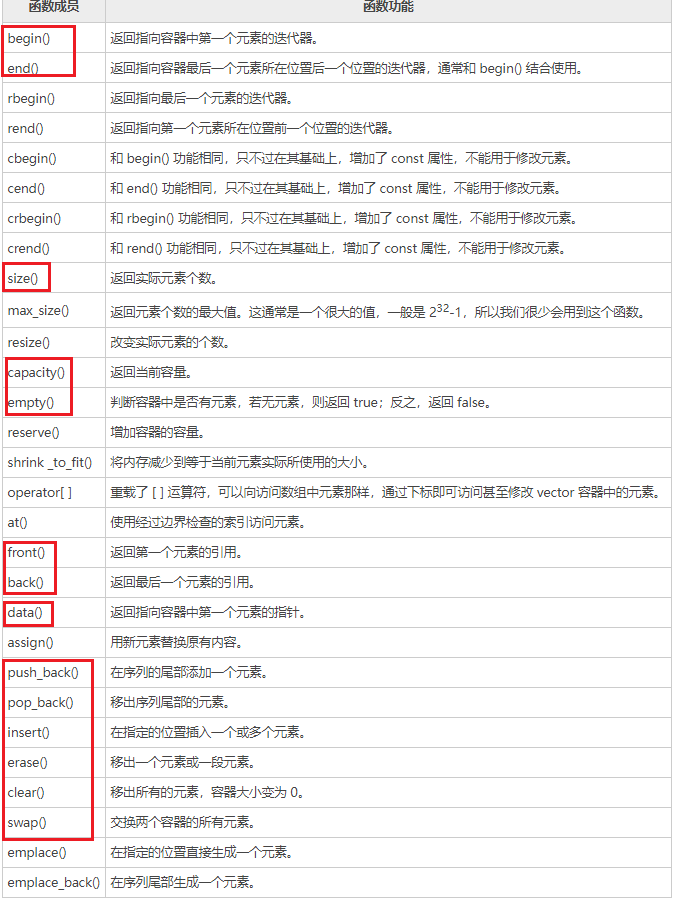 函数成员 函数功能
begin() 返回指向容器中第一个元素的迭代器。
end() 返回指向容器最后一个元素所在位置后一个位置的迭代器，通常和 begin() 结合使用。
rbegin() 返回指向最后一个元素的迭代器。
rend() 返回指向第一个元素所在位置前一个位置的迭代器。
cbegin() 和 begin() 功能相同，只不过在其基础上，增加了 const 属性，不能用于修改元素。
cend() 和 end() 功能相同，只不过在其基础上，增加了 const 属性，不能用于修改元素。
crbegin() 和 rbegin() 功能相同，只不过在其基础上，增加了 const 属性，不能用于修改元素。
crend() 和 rend() 功能相同，只不过在其基础上，增加了 const 属性，不能用于修改元素。
size() 返回实际元素个数。
max_size() 返回元素个数的最大值。这通常是一个很大的值，一般是 2³²-1，所以我们很少会用到这个函数。
resize() 改变实际元素的个数。
capacity() 返回当前容量。
empty() 判断容器中是否有元素，若无元素，则返回 true；反之，返回 false。
reserve() 增加容器的容量。
shrink _to_fit() 将内存减少到等于当前元素实际所使用的大小。
operator[ ] 重载了 [ ] 运算符，可以向访问数组中元素那样，通过下标即可访问甚至修改 vector 容器中的元素。
at() 使用经过边界检查的索引访问元素。
front() 返回第一个元素的引用。
back() 返回最后一个元素的引用。
data() 返回指向容器中第一个元素的指针。
assign() 用新元素替换原有内容。
push_back() 在序列的尾部添加一个元素。
pop_back() 移出序列尾部的元素。
insert() 在指定的位置插入一个或多个元素。
erase() 移出一个元素或一段元素。
clear() 移出所有的元素，容器大小变为 0。
swap() 交换两个容器的所有元素。
emplace() 在指定的位置直接生成一个元素。
emplace_back() 在序列尾部生成一个元素。